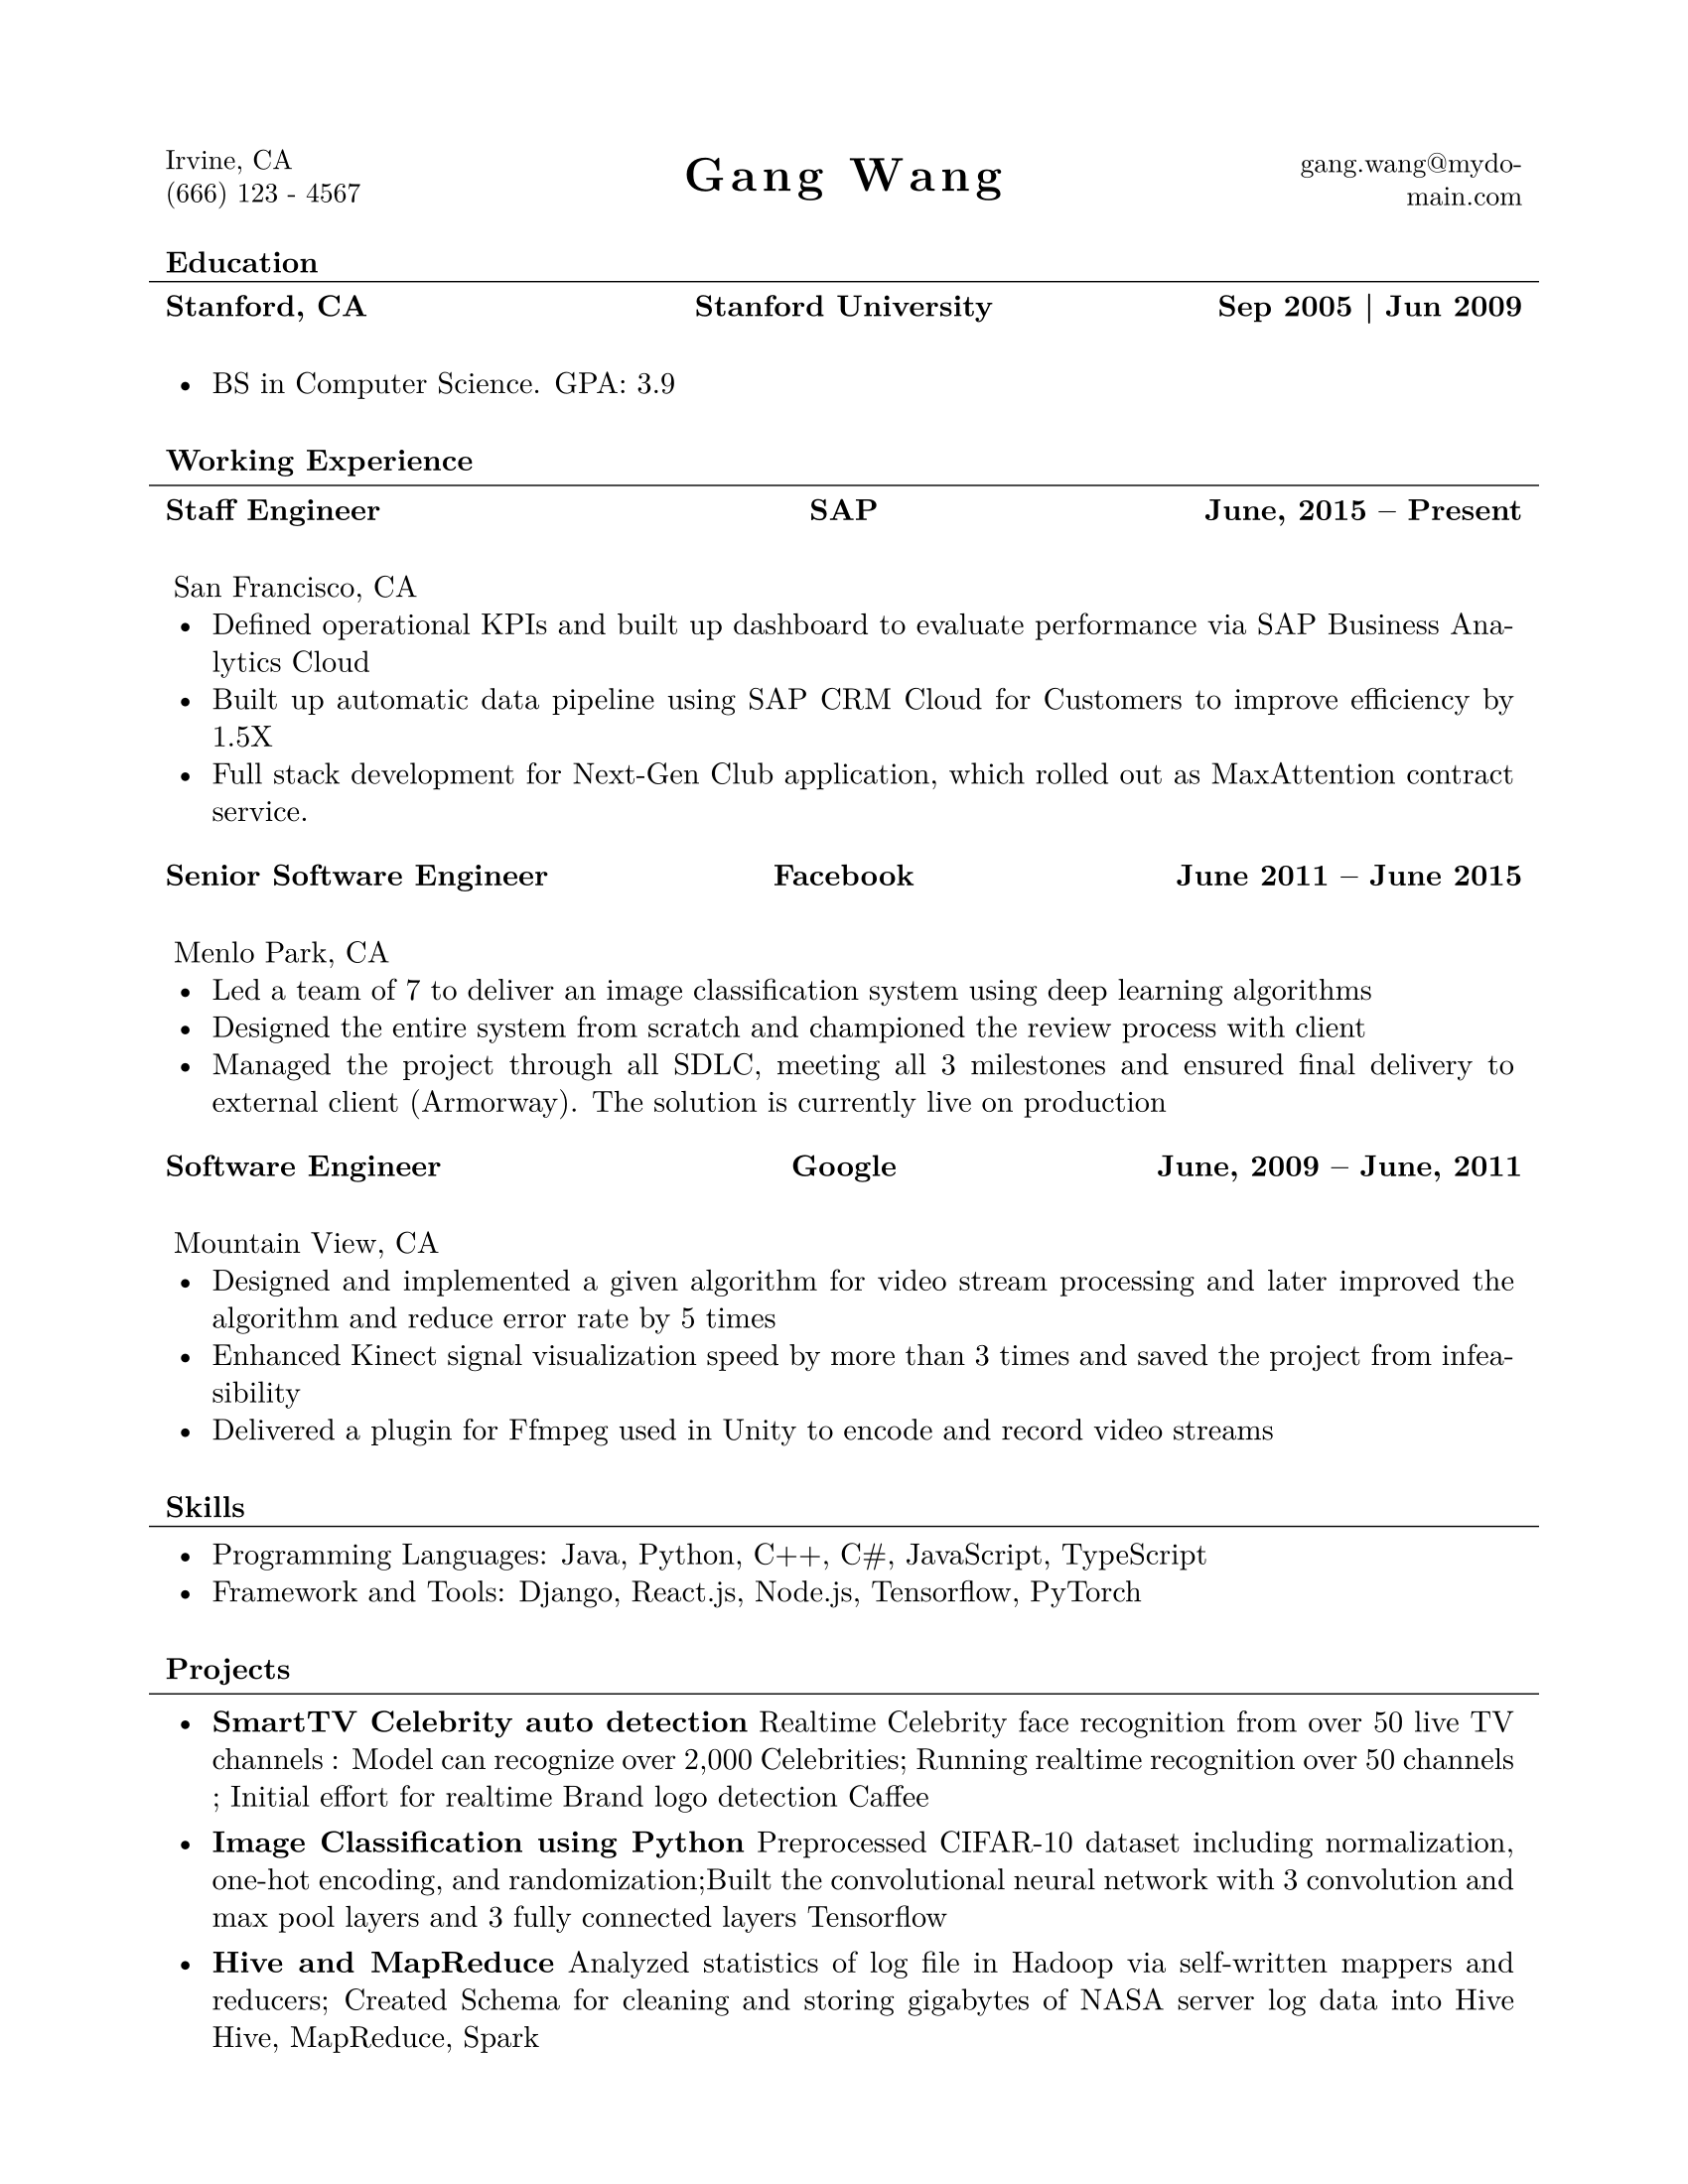 Irvine, CA
(666) 123 - 4567
Gang Wang
gang.wang@mydo-
main.com
Education
Stanford, CA Stanford University Sep 2005 | Jun 2009
• BS in Computer Science. GPA: 3.9
Working Experience
Staff Engineer SAP June, 2015 – Present
San Francisco, CA
• Defined operational KPIs and built up dashboard to evaluate performance via SAP Business Ana-
lytics Cloud
• Built up automatic data pipeline using SAP CRM Cloud for Customers to improve efficiency by
1.5X
• Full stack development for Next-Gen Club application, which rolled out as MaxAttention contract
service.
Senior Software Engineer Facebook June 2011 – June 2015
Menlo Park, CA
• Led a team of 7 to deliver an image classification system using deep learning algorithms
• Designed the entire system from scratch and championed the review process with client
• Managed the project through all SDLC, meeting all 3 milestones and ensured final delivery to
external client (Armorway). The solution is currently live on production
Software Engineer Google June, 2009 – June, 2011
Mountain View, CA
• Designed and implemented a given algorithm for video stream processing and later improved the
algorithm and reduce error rate by 5 times
• Enhanced Kinect signal visualization speed by more than 3 times and saved the project from infea-
sibility
• Delivered a plugin for Ffmpeg used in Unity to encode and record video streams
Skills
• Programming Languages: Java, Python, C++, C#, JavaScript, TypeScript
• Framework and Tools: Django, React.js, Node.js, Tensorflow, PyTorch
Projects
• SmartTV Celebrity auto detection Realtime Celebrity face recognition from over 50 live TV
channels : Model can recognize over 2,000 Celebrities; Running realtime recognition over 50 channels
; Initial effort for realtime Brand logo detection Caffee
• Image Classification using Python Preprocessed CIFAR-10 dataset including normalization,
one-hot encoding, and randomization;Built the convolutional neural network with 3 convolution and
max pool layers and 3 fully connected layers Tensorflow
• Hive and MapReduce Analyzed statistics of log file in Hadoop via self-written mappers and
reducers; Created Schema for cleaning and storing gigabytes of NASA server log data into Hive
Hive, MapReduce, Spark